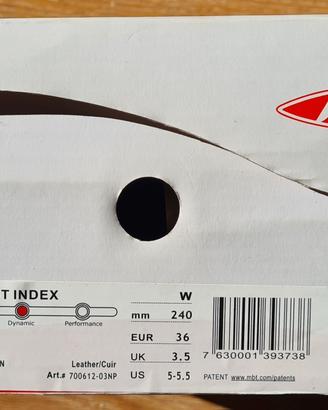 T INDEX
Dynamic Performance
N Leather/Cuir
Art.# 700612-03NP
W
mm 240
EUR 36
UK 3.5
US 5-5.5
7 630001 393738
PATENT www.mbt.com/patents